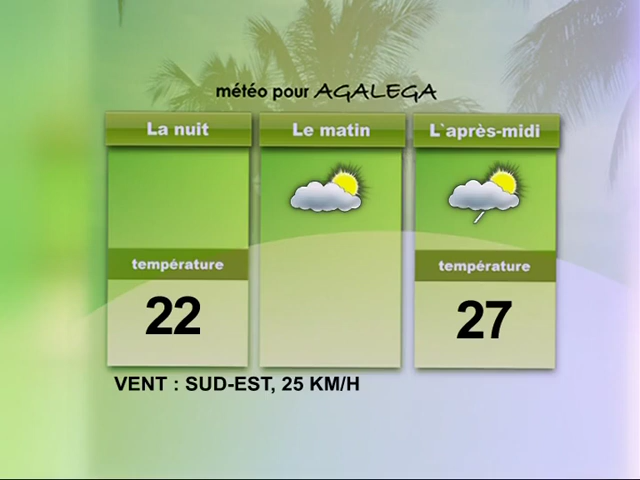 météo pour AGALEGA
La nuit
Le matin
L`après-midi
température
température
22
27
VENT : SUD-EST, 25 KM/H